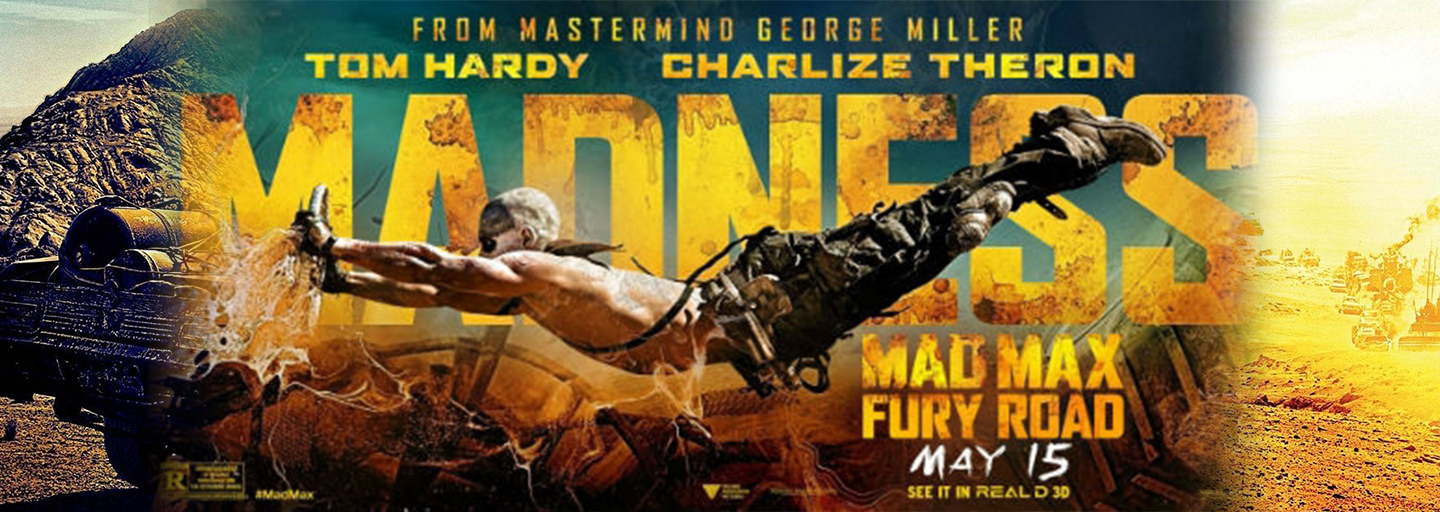 FROM MASTERMIND GEORGE MILLER
TOM HARDY CHARLIZE THERON
MADNESS
MAD MAX
FURY ROAD
MAY 15
SEE IT IN REAL D 3D
R
#MadMax